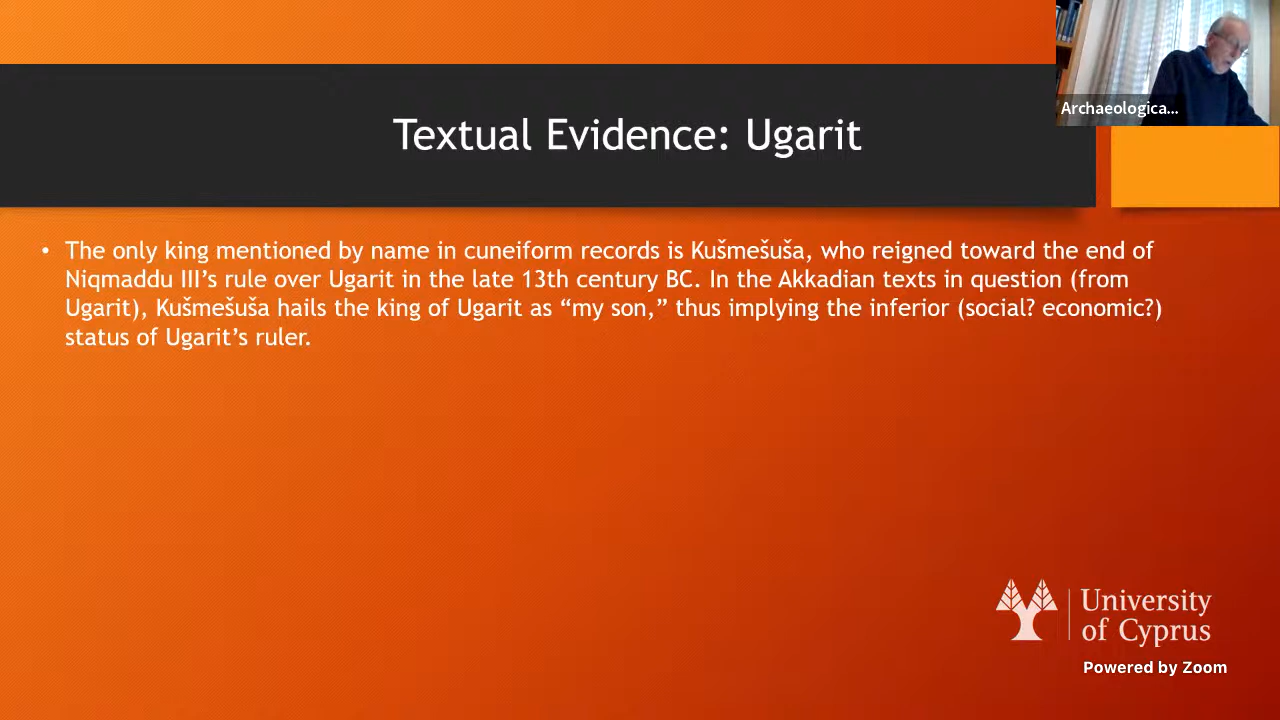 Archaeologica...
Textual Evidence: Ugarit
• The only king mentioned by name in cuneiform records is Kušmešuša, who reigned toward the end of
Niqmaddu III’s rule over Ugarit in the late 13th century BC. In the Akkadian texts in question (from
Ugarit), Kušmešuša hails the king of Ugarit as “my son,” thus implying the inferior (social? economic?)
status of Ugarit’s ruler.
University
of Cyprus
Powered by Zoom